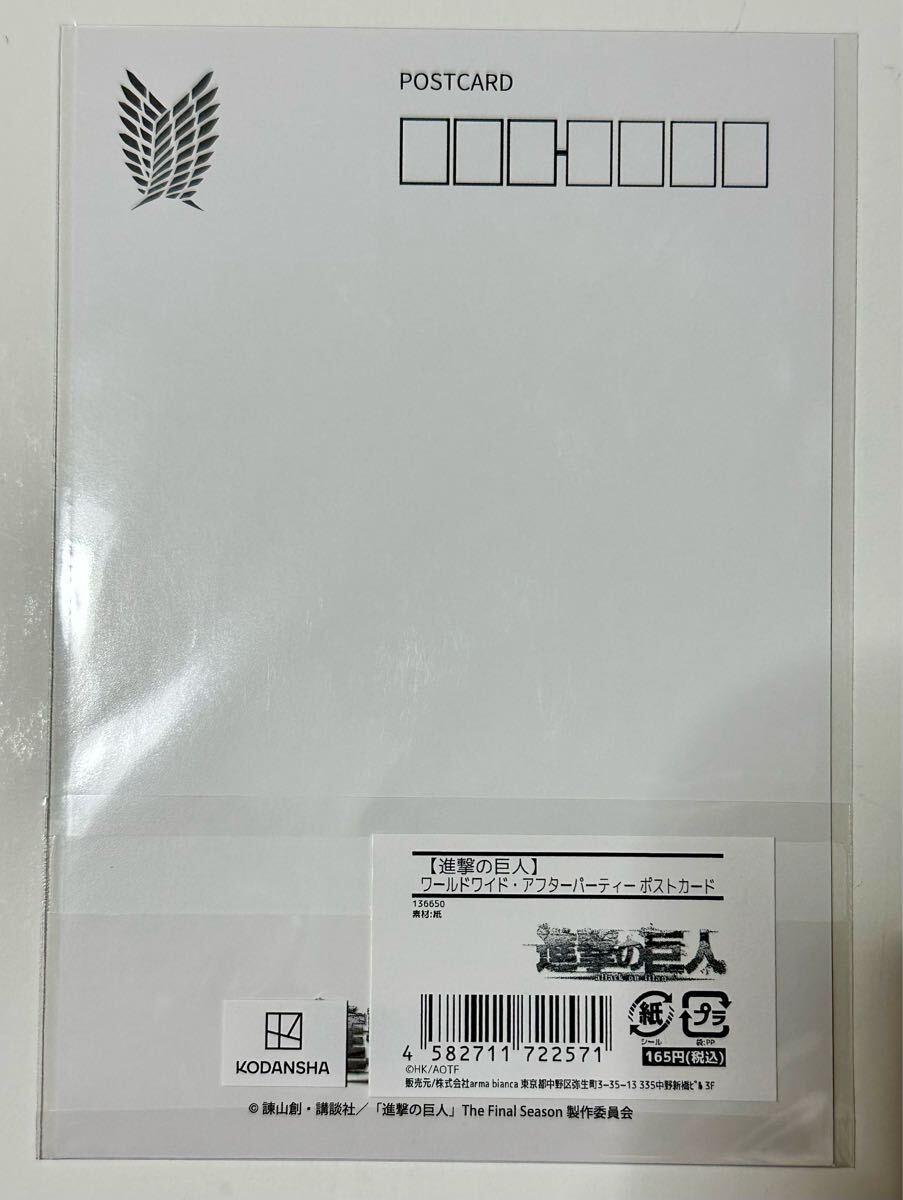 POSTCARD
【進撃の巨人】
ワールドワイド・アフターパーティー ポストカード
136650
素材:紙
進撃の巨人
attack on titan
紙
シール
プラ
袋:PP
4 582711 722571
165円(税込)
©HK/AOTF
販売元/株式会社arma bianca 東京都中野区弥生町3-35-13 335中野新橋ﾋﾞﾙ 3F
KODANSHA
© 諫山創・講談社/「進撃の巨人」The Final Season 製作委員会